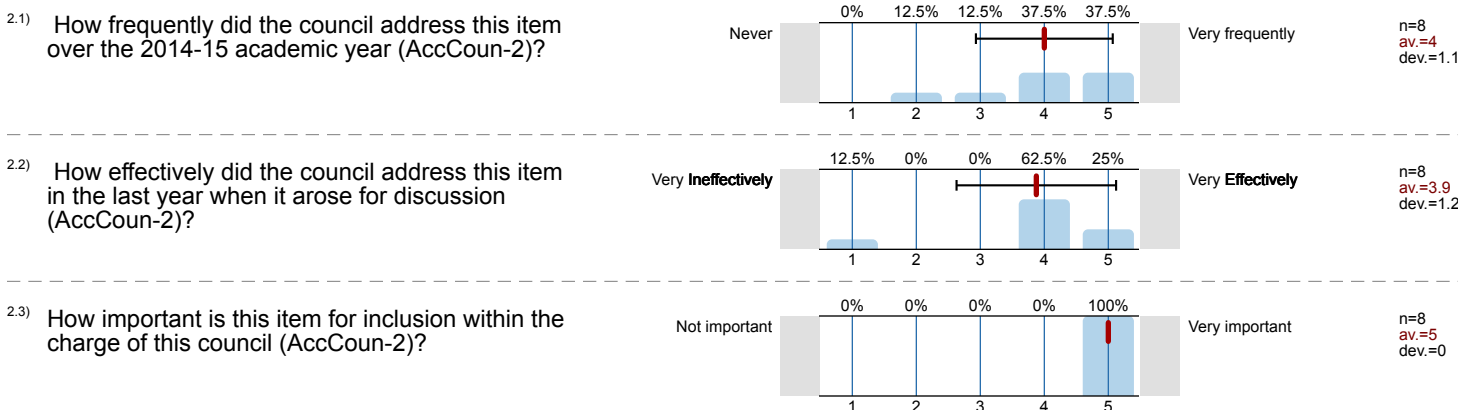 2.1) How frequently did the council address this item
over the 2014-15 academic year (AccCoun-2)?
0% 12.5% 12.5% 37.5% 37.5%
Never
Very frequently
n=8
av.=4
dev.=1.1
1 2 3 4 5
2.2) How effectively did the council address this item
in the last year when it arose for discussion
(AccCoun-2)?
12.5% 0% 0% 62.5% 25%
Very Ineffectively
Very Effectively
n=8
av.=3.9
dev.=1.2
1 2 3 4 5
2.3) How important is this item for inclusion within the
charge of this council (AccCoun-2)?
0% 0% 0% 0% 100%
Not important
Very important
n=8
av.=5
dev.=0
1 2 3 4 5